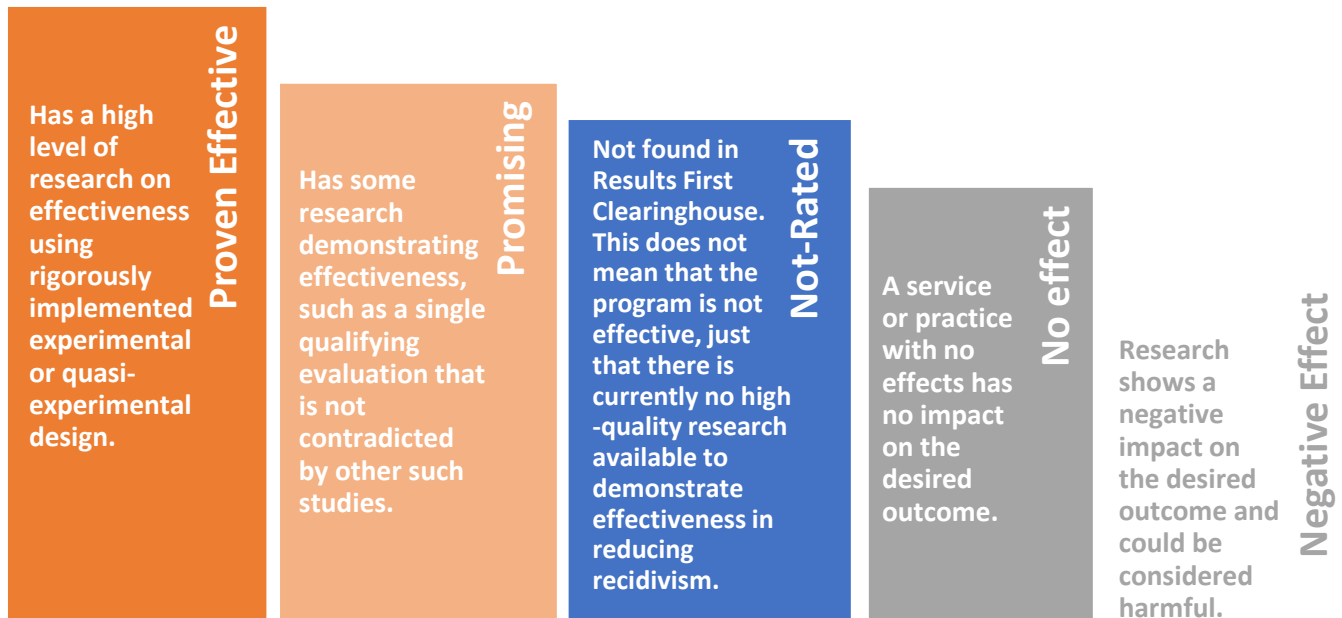 Proven Effective
Has a high
level of
research on
effectiveness
using
rigorously
implemented
experimental
or quasi-
experimental
design.
Promising
Has some
research
demonstrating
effectiveness,
such as a single
qualifying
evaluation that
is not
contradicted
by other such
studies.
Not-Rated
Not found in
Results First
Clearinghouse.
This does not
mean that the
program is not
effective, just
that there is
currently no high
-quality research
available to
demonstrate
effectiveness in
reducing
recidivism.
No effect
A service
or practice
with no
effects has
no impact
on the
desired
outcome.
Negative Effect
Research
shows a
negative
impact on
the desired
outcome and
could be
considered
harmful.